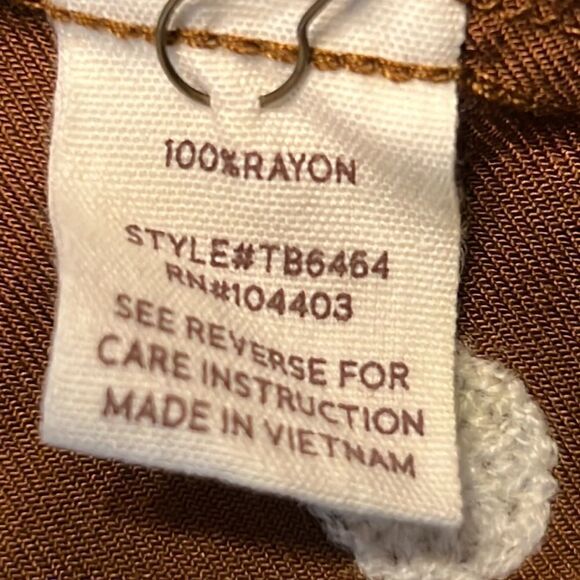 100%RAYON
STYLE#TB6464
RN#104403
SEE REVERSE FOR
CARE INSTRUCTION
MADE IN VIETNAM